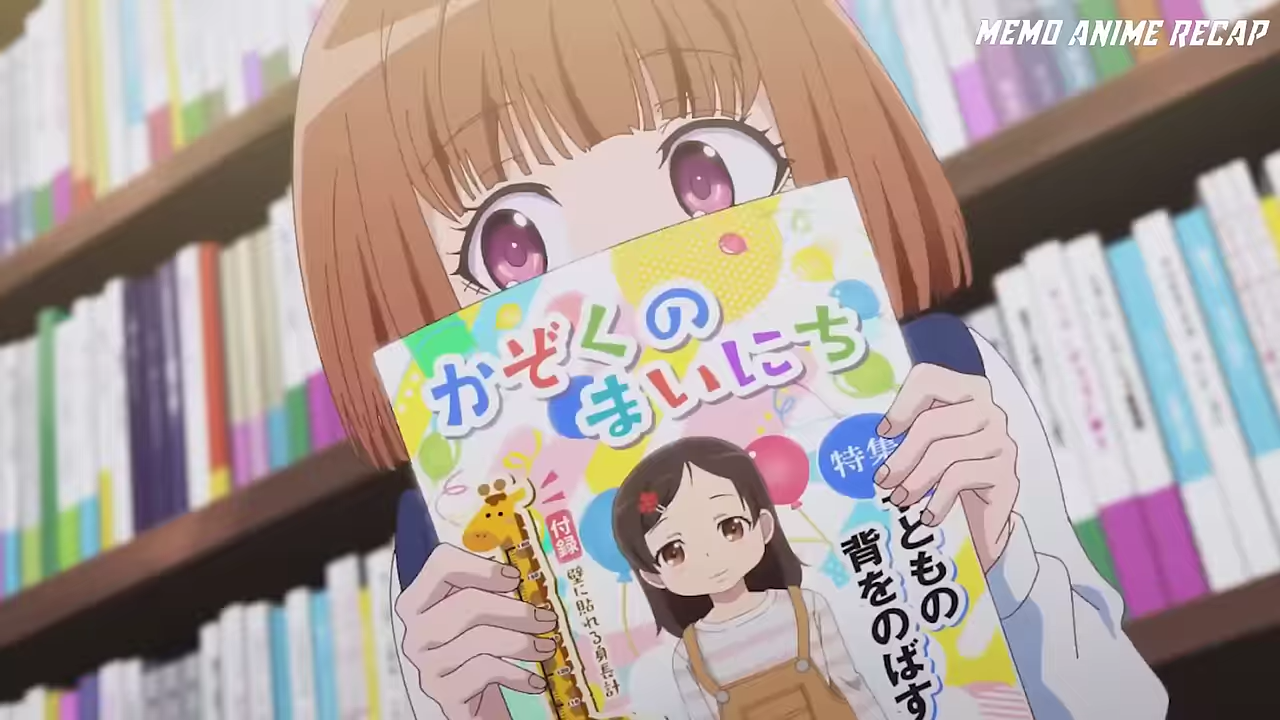 MEMO ANIME RECAP
かぞくの
まいにち
特集
どもの
背をのばす
付録
壁に貼れる身長計